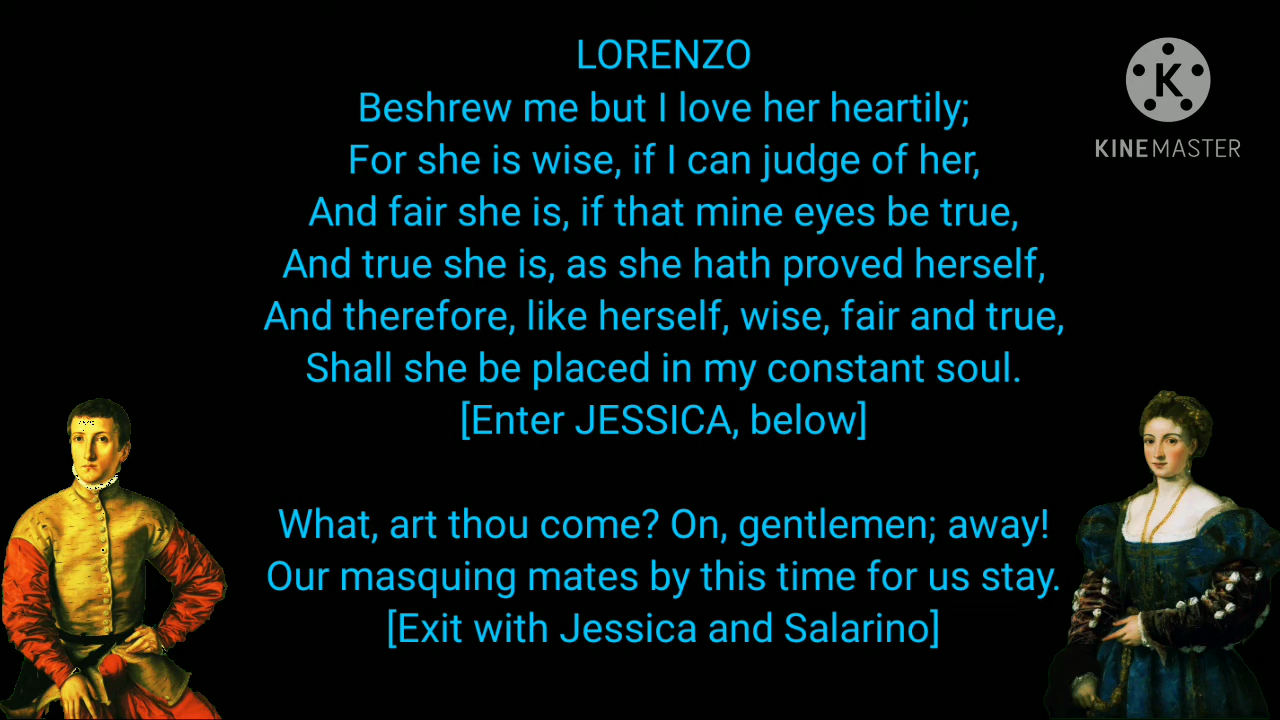 LORENZO
Beshrew me but I love her heartily;
For she is wise, if I can judge of her,
And fair she is, if that mine eyes be true,
And true she is, as she hath proved herself,
And therefore, like herself, wise, fair and true,
Shall she be placed in my constant soul.
[Enter JESSICA, below]
What, art thou come? On, gentlemen; away!
Our masquing mates by this time for us stay.
[Exit with Jessica and Salarino]
K
KINEMASTER